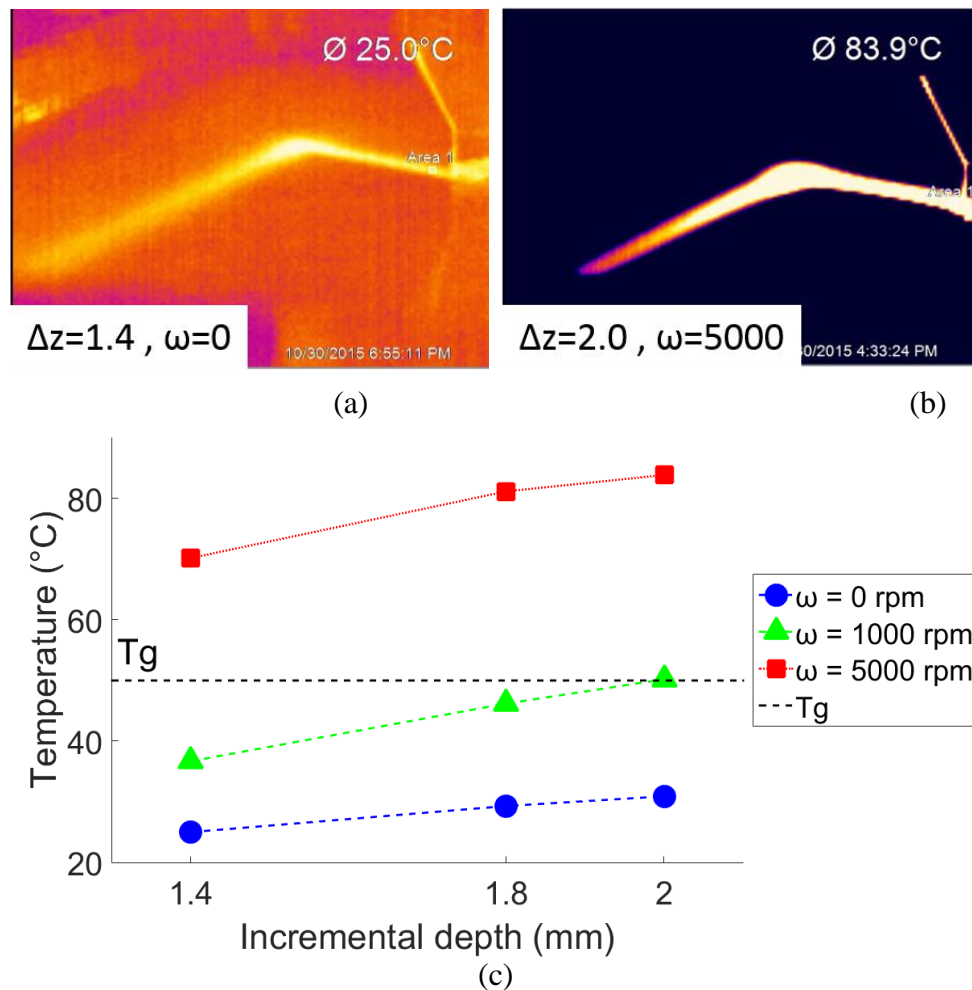 Ø 25.0°C
Area 1
Δz=1.4 , ω=0
10/30/2015 6:55:11 PM
(a)
Ø 83.9°C
Area 1
Δz=2.0 , ω=5000
30/2015 4:33:24 PM
(b)
Temperature (°C)
80
60
40
20
Tg
1.4
1.8
2
Incremental depth (mm)
ω = 0 rpm
ω = 1000 rpm
ω = 5000 rpm
Tg
(c)